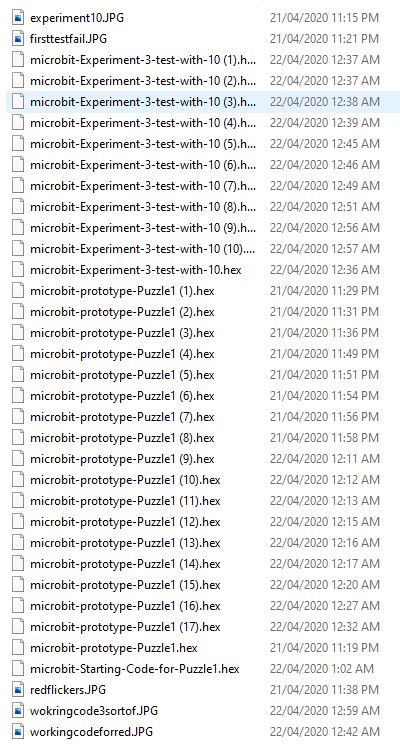 experiment10.JPG 21/04/2020 11:15 PM
firsttestfail.JPG 21/04/2020 11:21 PM
microbit-Experiment-3-test-with-10 (1).h... 22/04/2020 12:37 AM
microbit-Experiment-3-test-with-10 (2).h... 22/04/2020 12:37 AM
microbit-Experiment-3-test-with-10 (3).h... 22/04/2020 12:38 AM
microbit-Experiment-3-test-with-10 (4).h... 22/04/2020 12:39 AM
microbit-Experiment-3-test-with-10 (5).h... 22/04/2020 12:45 AM
microbit-Experiment-3-test-with-10 (6).h... 22/04/2020 12:46 AM
microbit-Experiment-3-test-with-10 (7).h... 22/04/2020 12:49 AM
microbit-Experiment-3-test-with-10 (8).h... 22/04/2020 12:51 AM
microbit-Experiment-3-test-with-10 (9).h... 22/04/2020 12:56 AM
microbit-Experiment-3-test-with-10 (10).... 22/04/2020 12:57 AM
microbit-Experiment-3-test-with-10.hex 22/04/2020 12:36 AM
microbit-prototype-Puzzle1 (1).hex 21/04/2020 11:29 PM
microbit-prototype-Puzzle1 (2).hex 21/04/2020 11:31 PM
microbit-prototype-Puzzle1 (3).hex 21/04/2020 11:36 PM
microbit-prototype-Puzzle1 (4).hex 21/04/2020 11:49 PM
microbit-prototype-Puzzle1 (5).hex 21/04/2020 11:51 PM
microbit-prototype-Puzzle1 (6).hex 21/04/2020 11:54 PM
microbit-prototype-Puzzle1 (7).hex 21/04/2020 11:56 PM
microbit-prototype-Puzzle1 (8).hex 21/04/2020 11:58 PM
microbit-prototype-Puzzle1 (9).hex 22/04/2020 12:11 AM
microbit-prototype-Puzzle1 (10).hex 22/04/2020 12:12 AM
microbit-prototype-Puzzle1 (11).hex 22/04/2020 12:13 AM
microbit-prototype-Puzzle1 (12).hex 22/04/2020 12:15 AM
microbit-prototype-Puzzle1 (13).hex 22/04/2020 12:16 AM
microbit-prototype-Puzzle1 (14).hex 22/04/2020 12:17 AM
microbit-prototype-Puzzle1 (15).hex 22/04/2020 12:20 AM
microbit-prototype-Puzzle1 (16).hex 22/04/2020 12:27 AM
microbit-prototype-Puzzle1 (17).hex 22/04/2020 12:32 AM
microbit-prototype-Puzzle1.hex 21/04/2020 11:19 PM
microbit-Starting-Code-for-Puzzle1.hex 22/04/2020 1:02 AM
redflickers.JPG 21/04/2020 11:38 PM
wokringcode3sortof.JPG 22/04/2020 12:59 AM
workingcodeforred.JPG 22/04/2020 12:30 AM